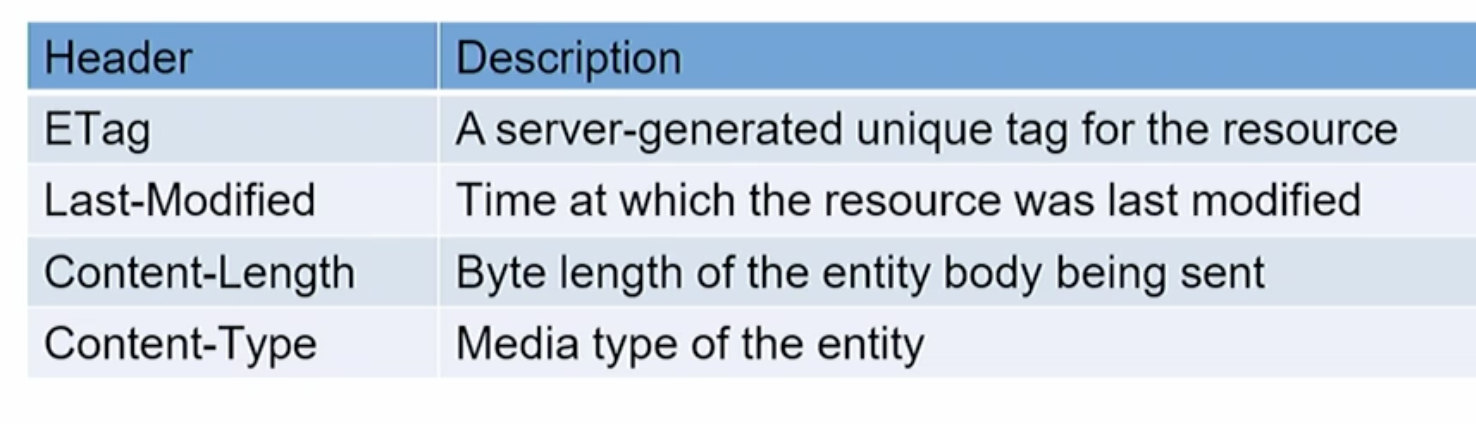 Header Description
ETag A server-generated unique tag for the resource
Last-Modified Time at which the resource was last modified
Content-Length Byte length of the entity body being sent
Content-Type Media type of the entity